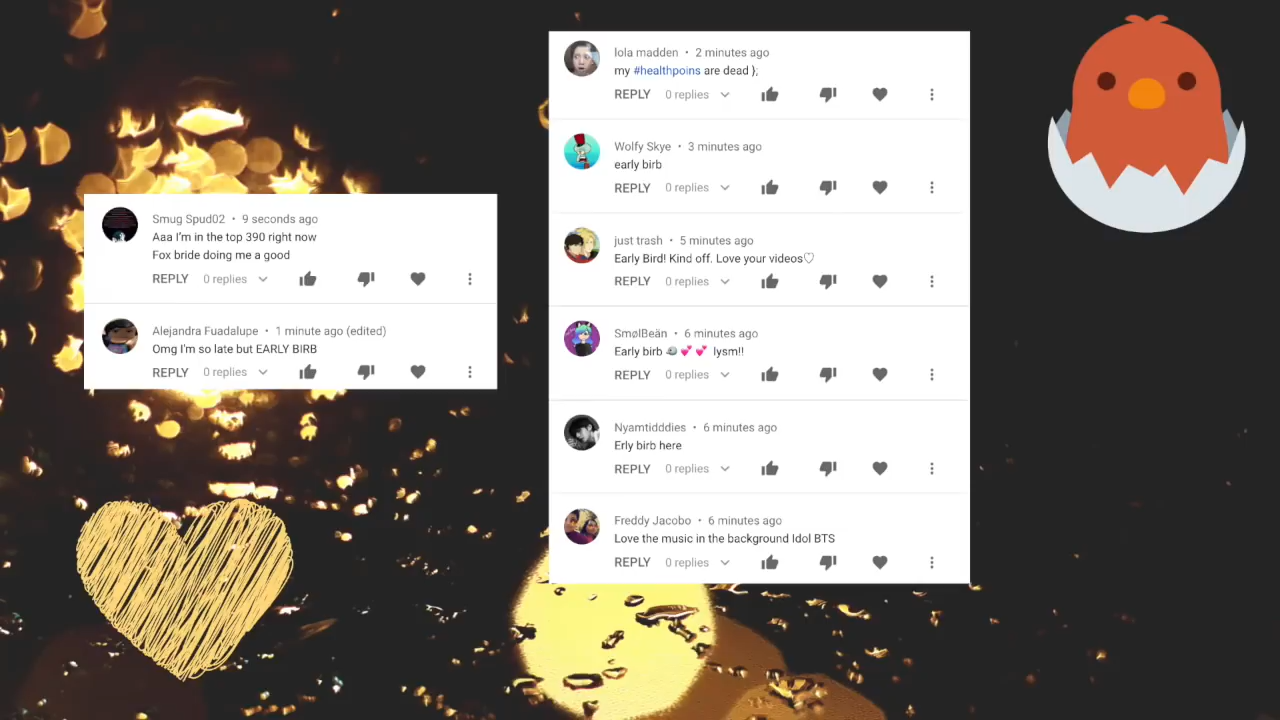 Smug Spud02 • 9 seconds ago
Aaa I'm in the top 390 right now
Fox bride doing me a good
REPLY 0 replies
Alejandra Fuadalupe • 1 minute ago (edited)
Omg I'm so late but EARLY BIRB
REPLY 0 replies
lola madden • 2 minutes ago
my #healthpoins are dead };
REPLY 0 replies
Wolfy Skye • 3 minutes ago
early birb
REPLY 0 replies
just trash • 5 minutes ago
Early Bird! Kind off. Love your videos♡
REPLY 0 replies
SmølBeän • 6 minutes ago
Early birb 💕💕 lysm!!
REPLY 0 replies
Nyamtidddies • 6 minutes ago
Erly birb here
REPLY 0 replies
Freddy Jacobo • 6 minutes ago
Love the music in the background Idol BTS
REPLY 0 replies